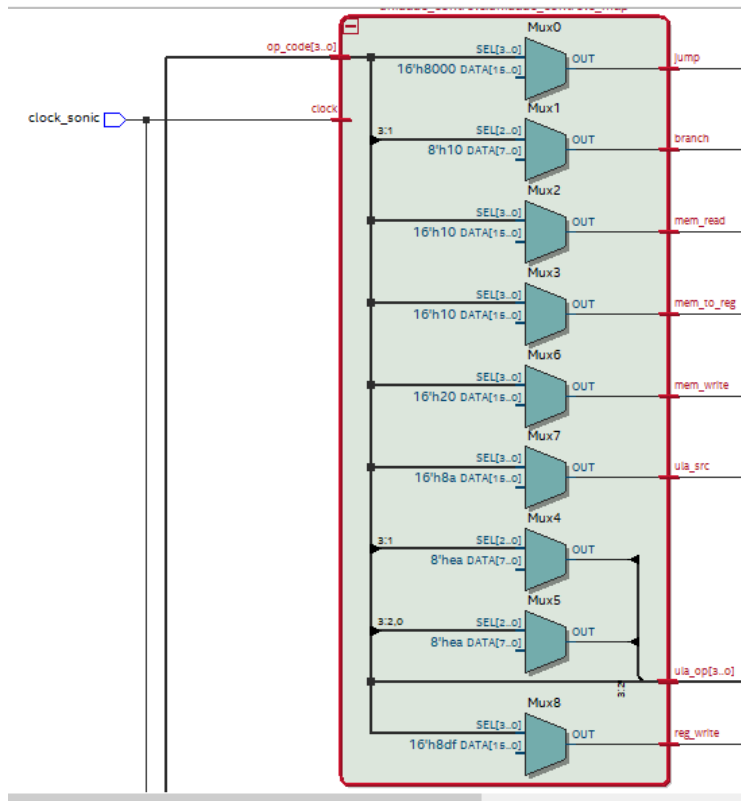 Mux0
op_code[3..0]
SEL[3..0]
OUT
jump
16'h8000 DATA[15..0]
clock
clock_sonic
Mux1
3:1
SEL[2..0]
OUT
branch
8'h10 DATA[7..0]
Mux2
SEL[3..0]
OUT
mem_read
16'h10 DATA[15..0]
Mux3
SEL[3..0]
OUT
mem_to_reg
16'h10 DATA[15..0]
Mux6
SEL[3..0]
OUT
mem_write
16'h20 DATA[15..0]
Mux7
SEL[3..0]
OUT
ula_src
16'h8a DATA[15..0]
Mux4
3:1
SEL[2..0]
OUT
8'hea DATA[7..0]
Mux5
3:2,0
SEL[2..0]
OUT
8'hea DATA[7..0]
ula_op[3..0]
3:2
Mux8
SEL[3..0]
OUT
reg_write
16'h8df DATA[15..0]